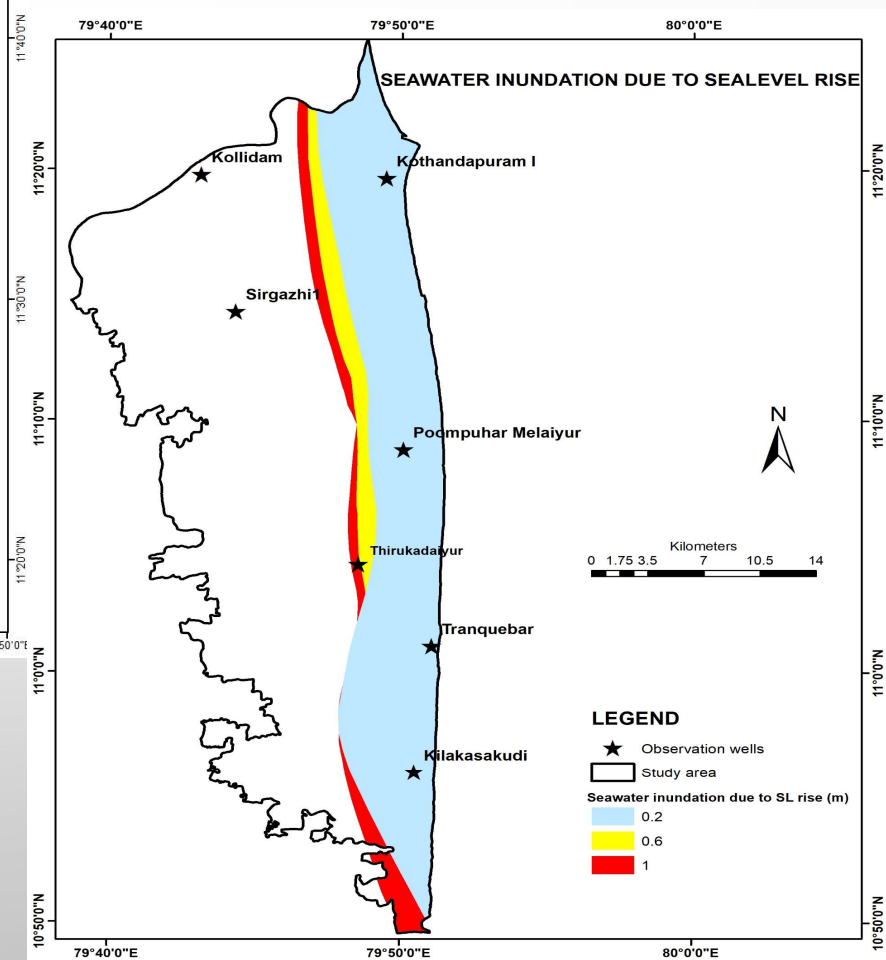 79°40'0"E 79°50'0"E 80°0'0"E
11°40'0"N
SEAWATER INUNDATION DUE TO SEALEVEL RISE
Kollidam
Kothandapuram I
11°20'0"N 11°20'0"N
Sirgazhi1
11°30'0"N
11°10'0"N 11°10'0"N
Poompuhar Melaiyur
N
Thirukadaiyur
11°20'0"N
Kilometers
0 1.75 3.5 7 10.5 14
Tranquebar
50'0"E
11°0'0"N 11°0'0"N
LEGEND
Observation wells
Study area
Kilakasakudi
Seawater inundation due to SL rise (m)
0.2
0.6
1
10°50'0"N 10°50'0"N
79°40'0"E 79°50'0"E 80°0'0"E